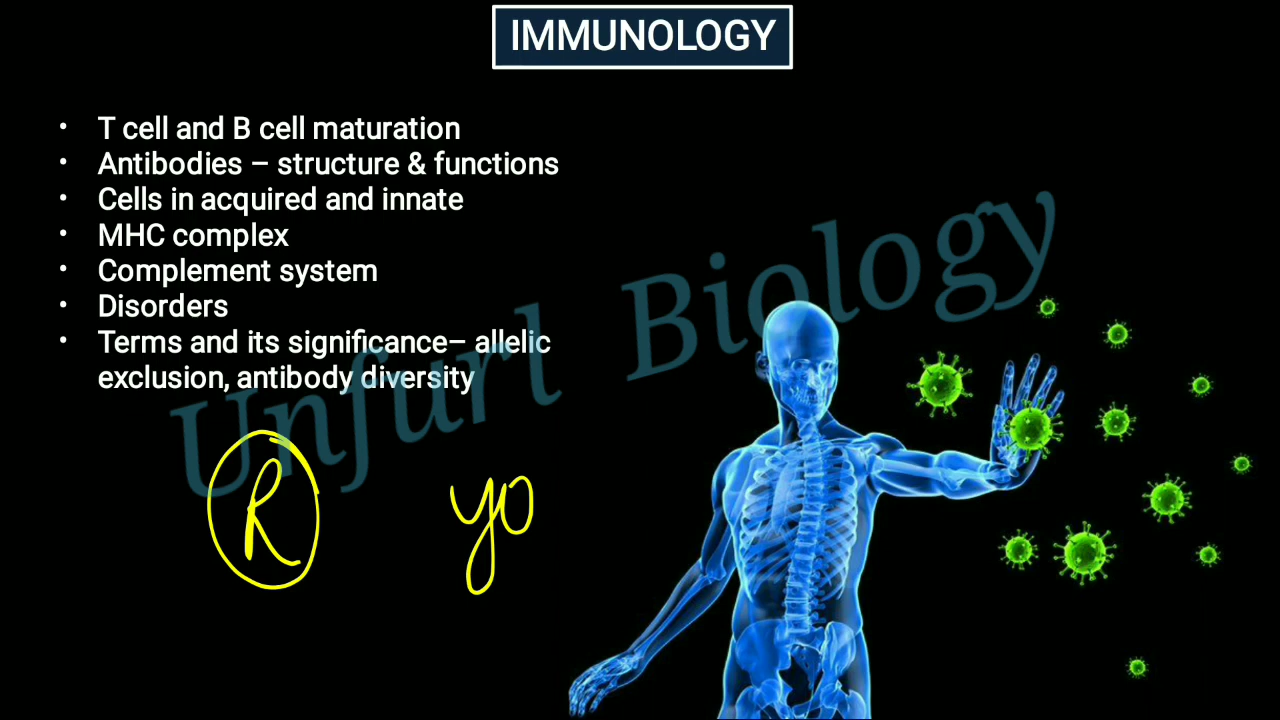 IMMUNOLOGY
• T cell and B cell maturation
• Antibodies – structure & functions
• Cells in acquired and innate
• MHC complex
• Complement system
• Disorders
• Terms and its significance– allelic
exclusion, antibody diversity
Unfurl Biology
R yo